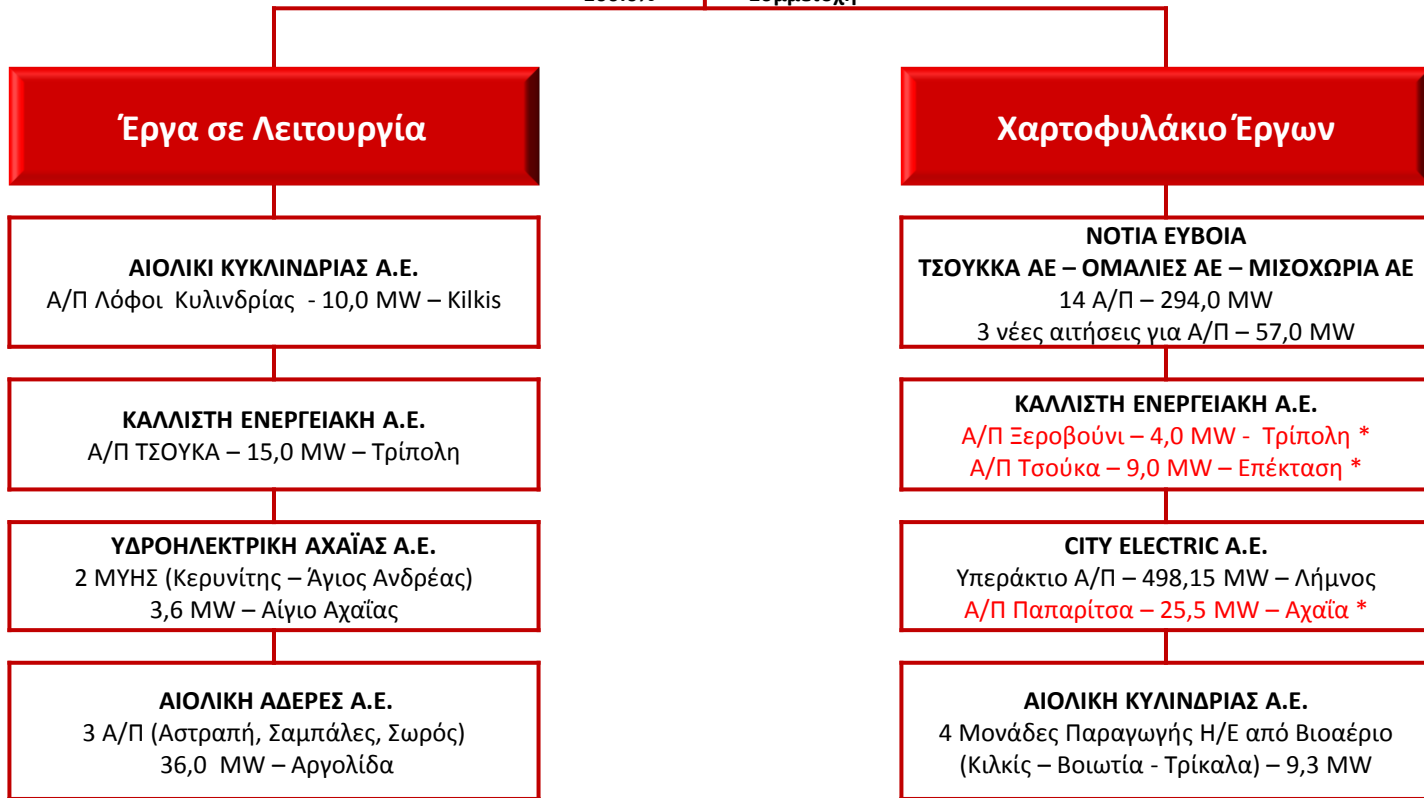 Έργα σε Λειτουργία
ΑΙΟΛΙΚΙ ΚΥΚΛΙΝΔΡΙΑΣ Α.Ε.
Α/Π Λόφοι Κυλινδρίας - 10,0 MW – Kilkis
ΚΑΛΛΙΣΤΗ ΕΝΕΡΓΕΙΑΚΗ Α.Ε.
Α/Π ΤΣΟΥΚΑ – 15,0 MW – Τρίπολη
ΥΔΡΟΗΛΕΚΤΡΙΚΗ ΑΧΑΪΑΣ Α.Ε.
2 ΜΥΗΣ (Κερυνίτης – Άγιος Ανδρέας)
3,6 MW – Αίγιο Αχαΐας
ΑΙΟΛΙΚΗ ΑΔΕΡΕΣ Α.Ε.
3 Α/Π (Αστραπή, Σαμπάλες, Σωρός)
36,0 MW – Αργολίδα
Χαρτοφυλάκιο Έργων
ΝΟΤΙΑ ΕΥΒΟΙΑ
ΤΣΟΥΚΚΑ ΑΕ – ΟΜΑΛΙΕΣ ΑΕ – ΜΙΣΟΧΩΡΙΑ ΑΕ
14 Α/Π – 294,0 MW
3 νέες αιτήσεις για Α/Π – 57,0 MW
ΚΑΛΛΙΣΤΗ ΕΝΕΡΓΕΙΑΚΗ Α.Ε.
Α/Π Ξεροβούνι – 4,0 MW - Τρίπολη *
Α/Π Τσούκα – 9,0 MW – Επέκταση *
CITY ELECTRIC Α.Ε.
Υπεράκτιο Α/Π – 498,15 MW – Λήμνος
Α/Π Παπαρίτσα – 25,5 MW – Αχαΐα *
ΑΙΟΛΙΚΗ ΚΥΛΙΝΔΡΙΑΣ Α.Ε.
4 Μονάδες Παραγωγής Η/Ε από Βιοαέριο
(Κιλκίς – Βοιωτία - Τρίκαλα) – 9,3 MW